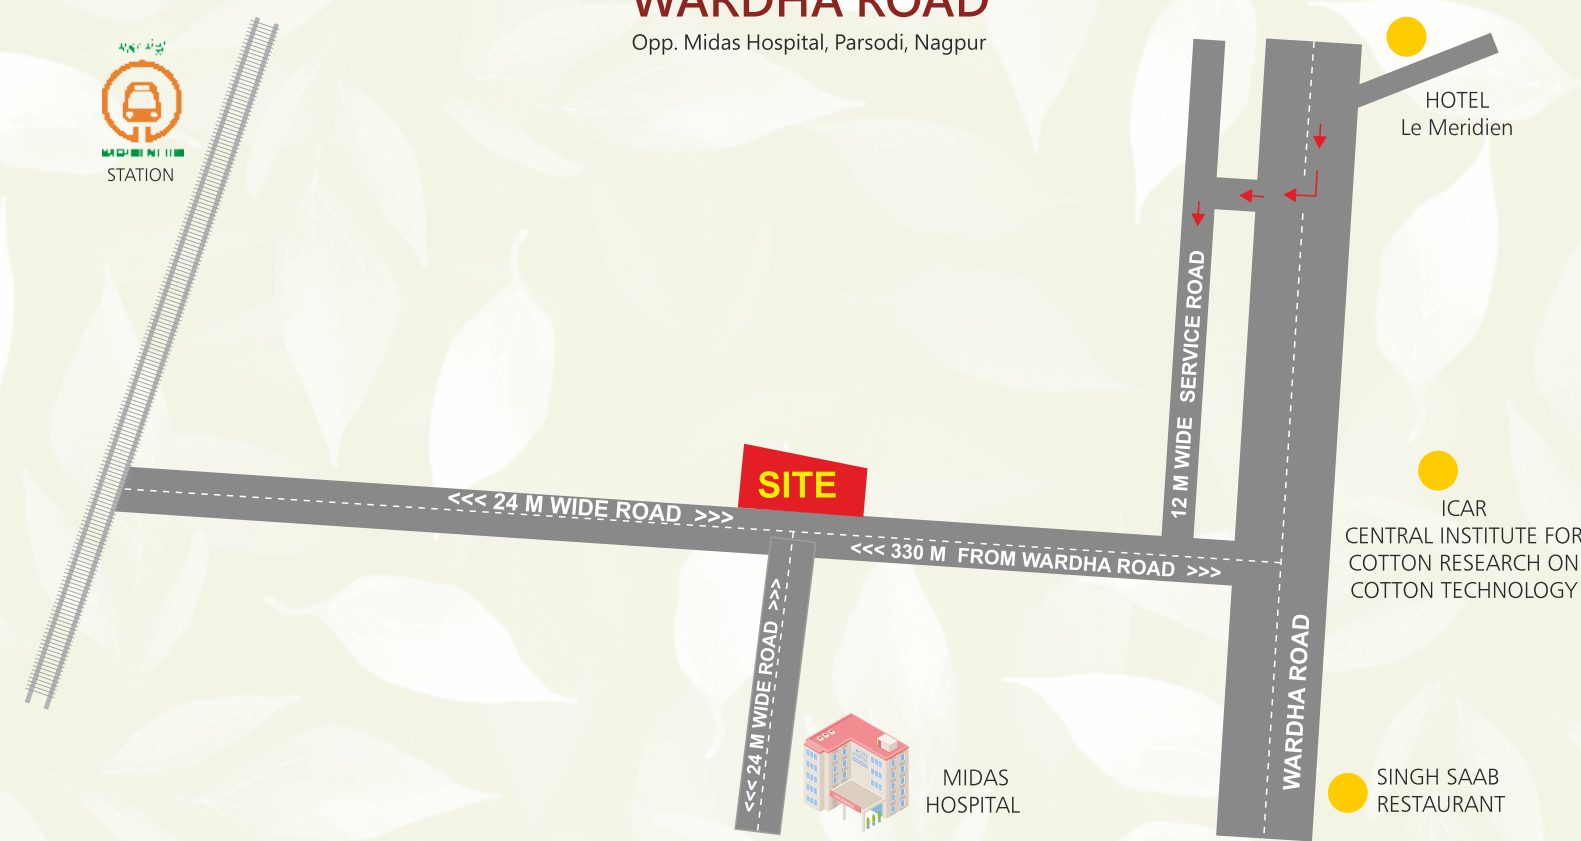 WARDHA ROAD
Opp. Midas Hospital, Parsodi, Nagpur
STATION
HOTEL
Le Meridien
12 M WIDE SERVICE ROAD
SITE
<<< 24 M WIDE ROAD >>>
<<< 330 M FROM WARDHA ROAD >>>
ICAR
CENTRAL INSTITUTE FOR
COTTON RESEARCH ON
COTTON TECHNOLOGY
<<< 24 M WIDE ROAD >>>
WARDHA ROAD
MIDAS
HOSPITAL
SINGH SAAB
RESTAURANT